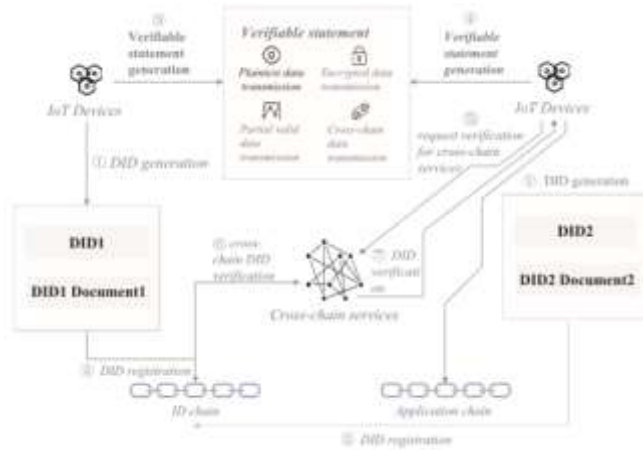 ③
Verifiable
statement
generation
Verifiable statement
Plaintext data
transmission
Encrypted data
transmission
Partial valid
data
transmission
Cross-chain
data
transmission
④
Verifiable
statement
generation
IoT Devices
IoT Devices
① DID generation
⑤
request verification
for cross-chain
services
① DID generation
DID1
DID1 Document1
DID2
DID2 Document2
⑥ cross-
chain DID
verification
⑦ DID
verificati
on
Cross-chain services
② DID registration
ID chain
Application chain
② DID registration